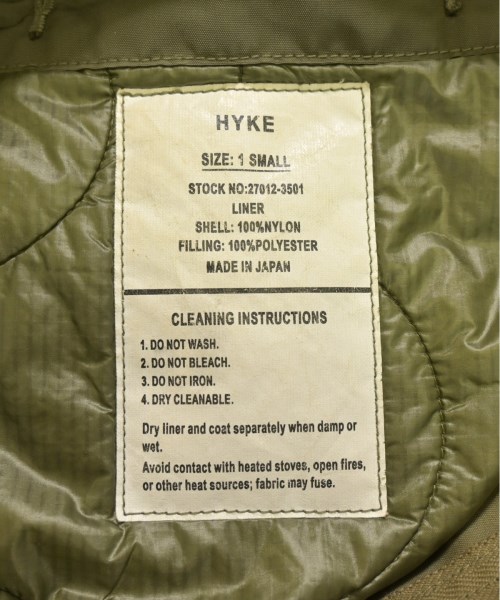 HYKE
SIZE: 1 SMALL
STOCK NO:27012-3501
LINER
SHELL: 100%NYLON
FILLING: 100%POLYESTER
MADE IN JAPAN
CLEANING INSTRUCTIONS
1. DO NOT WASH.
2. DO NOT BLEACH.
3. DO NOT IRON.
4. DRY CLEANABLE.
Dry liner and coat separately when damp or
wet.
Avoid contact with heated stoves, open fires,
or other heat sources; fabric may fuse.